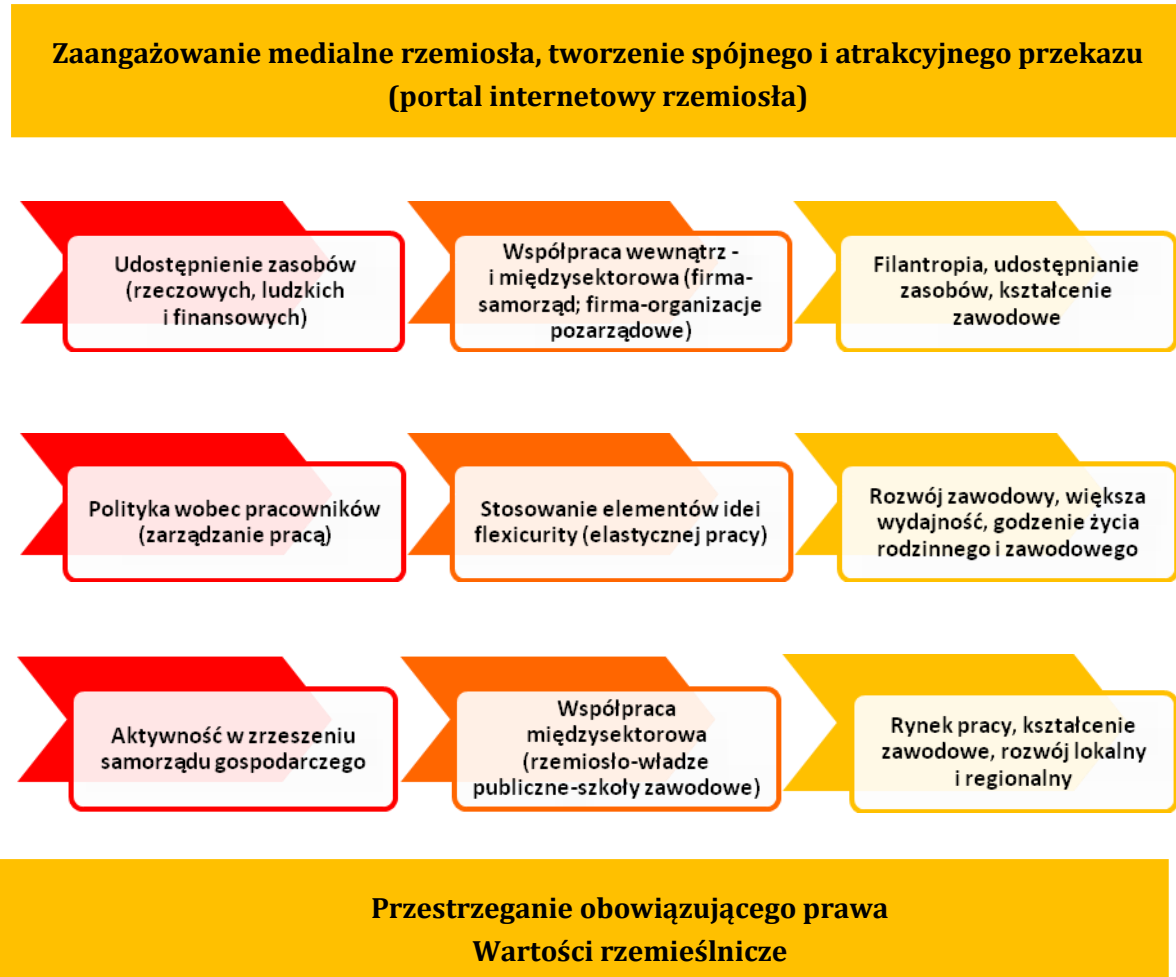 Zaangażowanie medialne rzemiosła, tworzenie spójnego i atrakcyjnego przekazu
(portal internetowy rzemiosła)
Udostępnienie zasobów
(rzeczowych, ludzkich
i finansowych)
Współpraca wewnątrz -
i międzysektorowa (firma-
samorząd; firma-organizacje
pozarządowe)
Filantropia, udostępnianie
zasobów, kształcenie
zawodowe
Polityka wobec pracowników
(zarządzanie pracą)
Stosowanie elementów idei
flexicurity (elastycznej pracy)
Rozwój zawodowy, większa
wydajność, godzenie życia
rodzinnego i zawodowego
Aktywność w zrzeszeniu
samorządu gospodarczego
Współpraca
międzysektorowa
(rzemiosło-władze
publiczne-szkoły zawodowe)
Rynek pracy, kształcenie
zawodowe, rozwój lokalny
i regionalny
Przestrzeganie obowiązującego prawa
Wartości rzemieślnicze